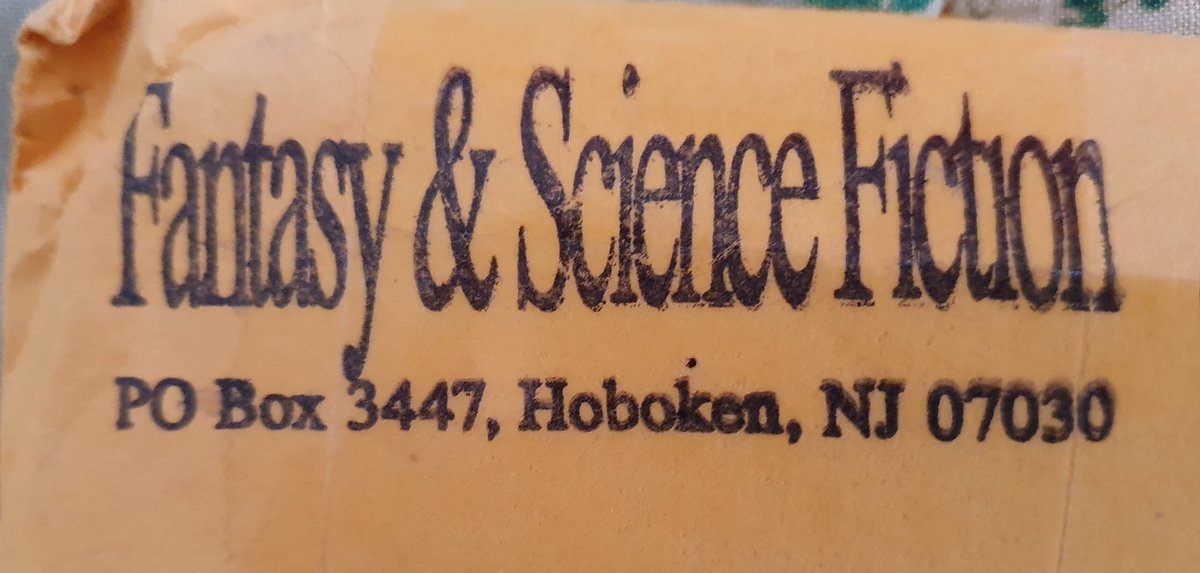 Fantasy & Science Fiction
PO Box 3447, Hoboken, NJ 07030